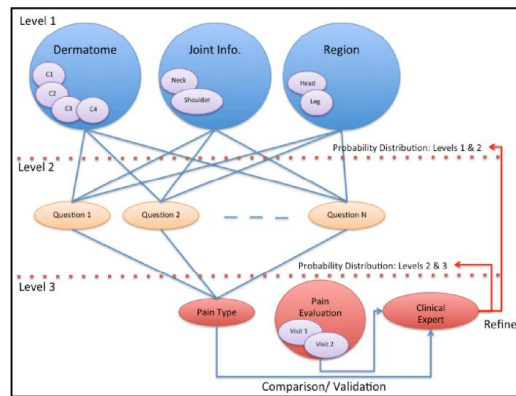 Level 1
Dermatome
Joint Info.
Region
C1
C2
C3
C4
Neck
Shoulder
Head
Leg
Probability Distribution: Levels 1 & 2
Level 2
Question 1
Question 2
Question N
Probability Distribution: Levels 2 & 3
Level 3
Pain Type
Pain
Evaluation
Visit 1
Visit 2
Clinical
Expert
Refine
Comparison/ Validation